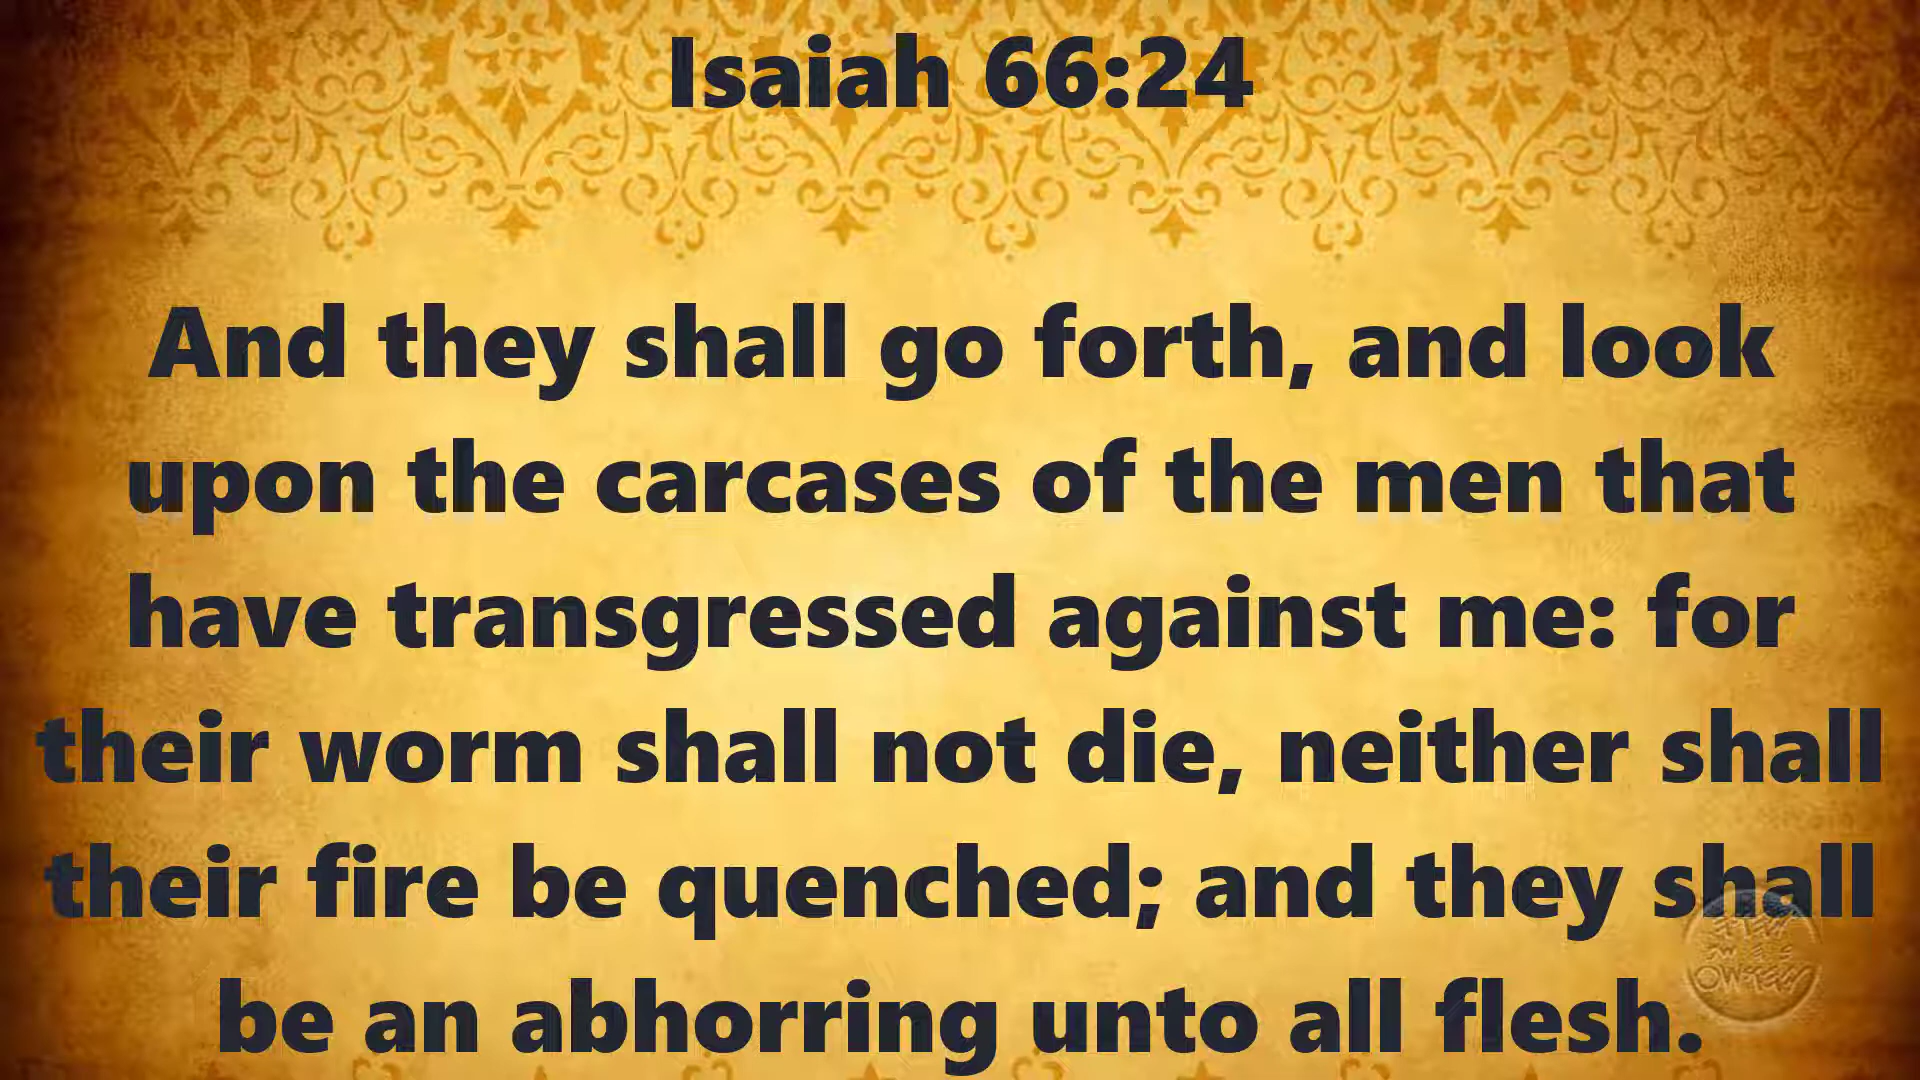 Isaiah 66:24
And they shall go forth, and look
upon the carcases of the men that
have transgressed against me: for
their worm shall not die, neither shall
their fire be quenched; and they shall
be an abhorring unto all flesh.